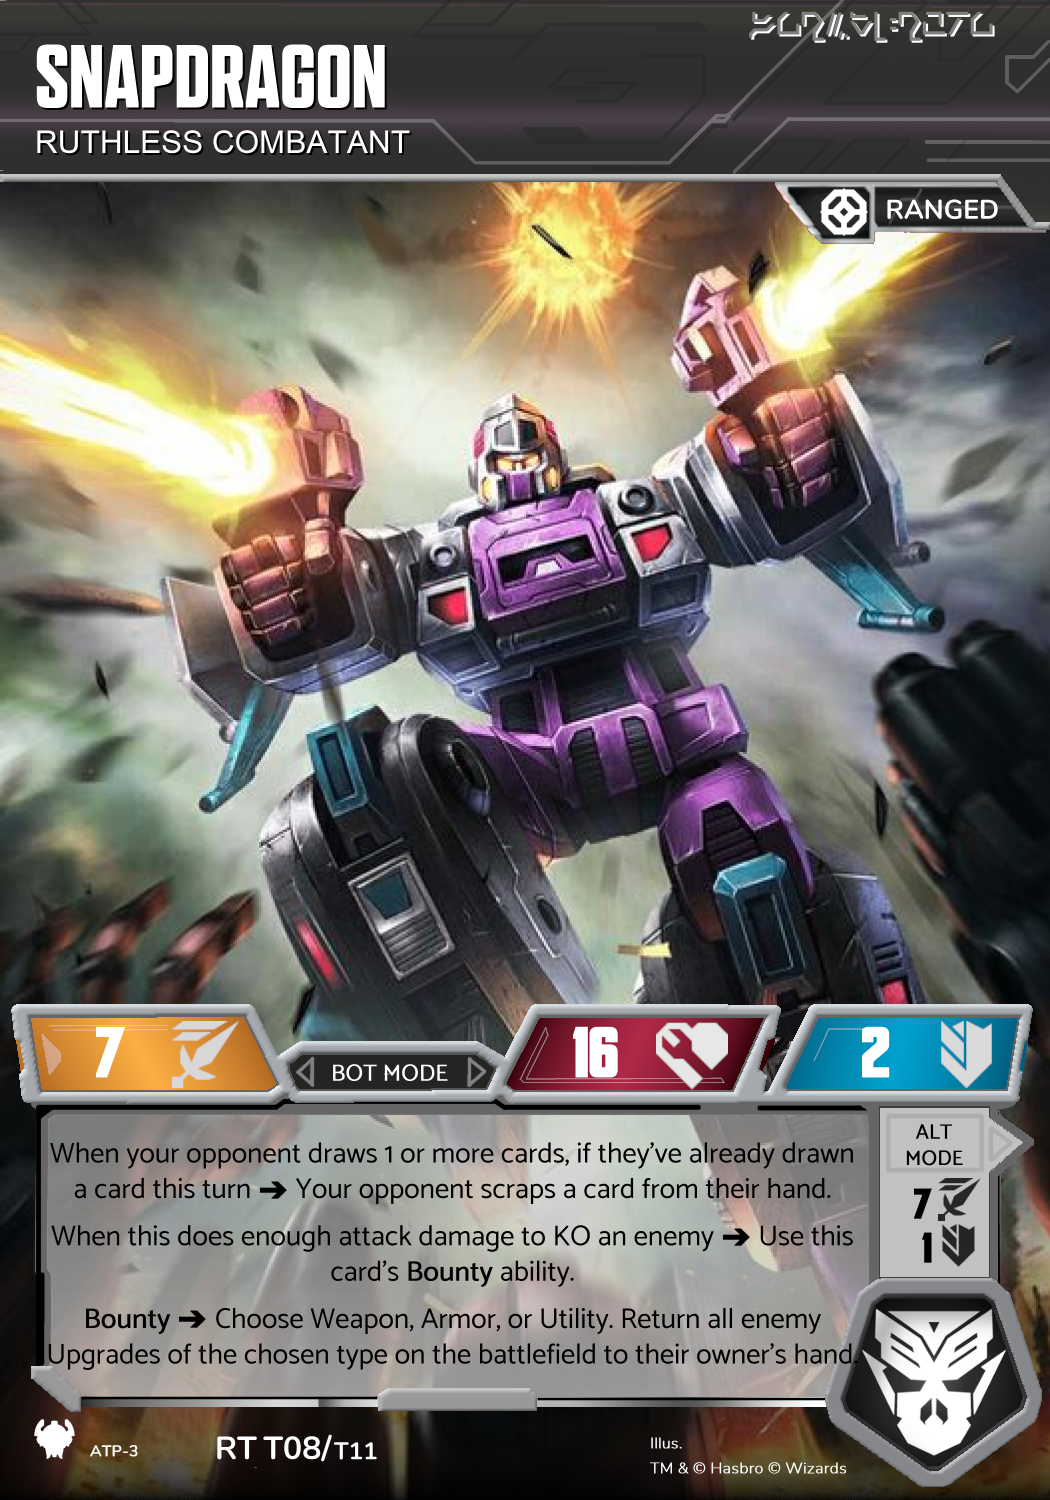 SNAPDRAGON
RUTHLESS COMBATANT
RANGED
7
BOT MODE
16
2
When your opponent draws 1 or more cards, if they've already drawn
a card this turn ➔ Your opponent scraps a card from their hand.
When this does enough attack damage to KO an enemy ➔ Use this
card's Bounty ability.
Bounty ➔ Choose Weapon, Armor, or Utility. Return all enemy
Upgrades of the chosen type on the battlefield to their owner's hand.
ALT
MODE
7
1
ATP-3
RT T08/T11
Illus.
TM & © Hasbro © Wizards